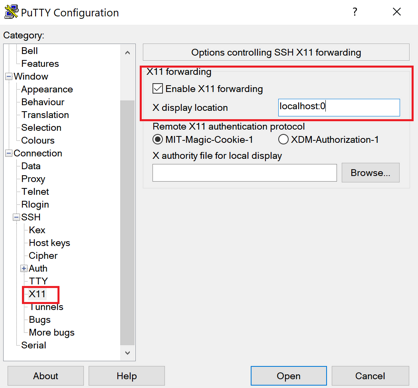 PuTTY Configuration
?
Category:
Bell
Features
Window
Appearance
Behaviour
Translation
Selection
Colours
Connection
Data
Proxy
Telnet
Rlogin
SSH
Kex
Host keys
Cipher
Auth
TTY
X11
Tunnels
Bugs
More bugs
Serial
Options controlling SSH X11 forwarding
X11 forwarding
Enable X11 forwarding
X display location
localhost:0
Remote X11 authentication protocol
MIT-Magic-Cookie-1
XDM-Authorization-1
X authority file for local display
Browse...
About
Help
Open
Cancel